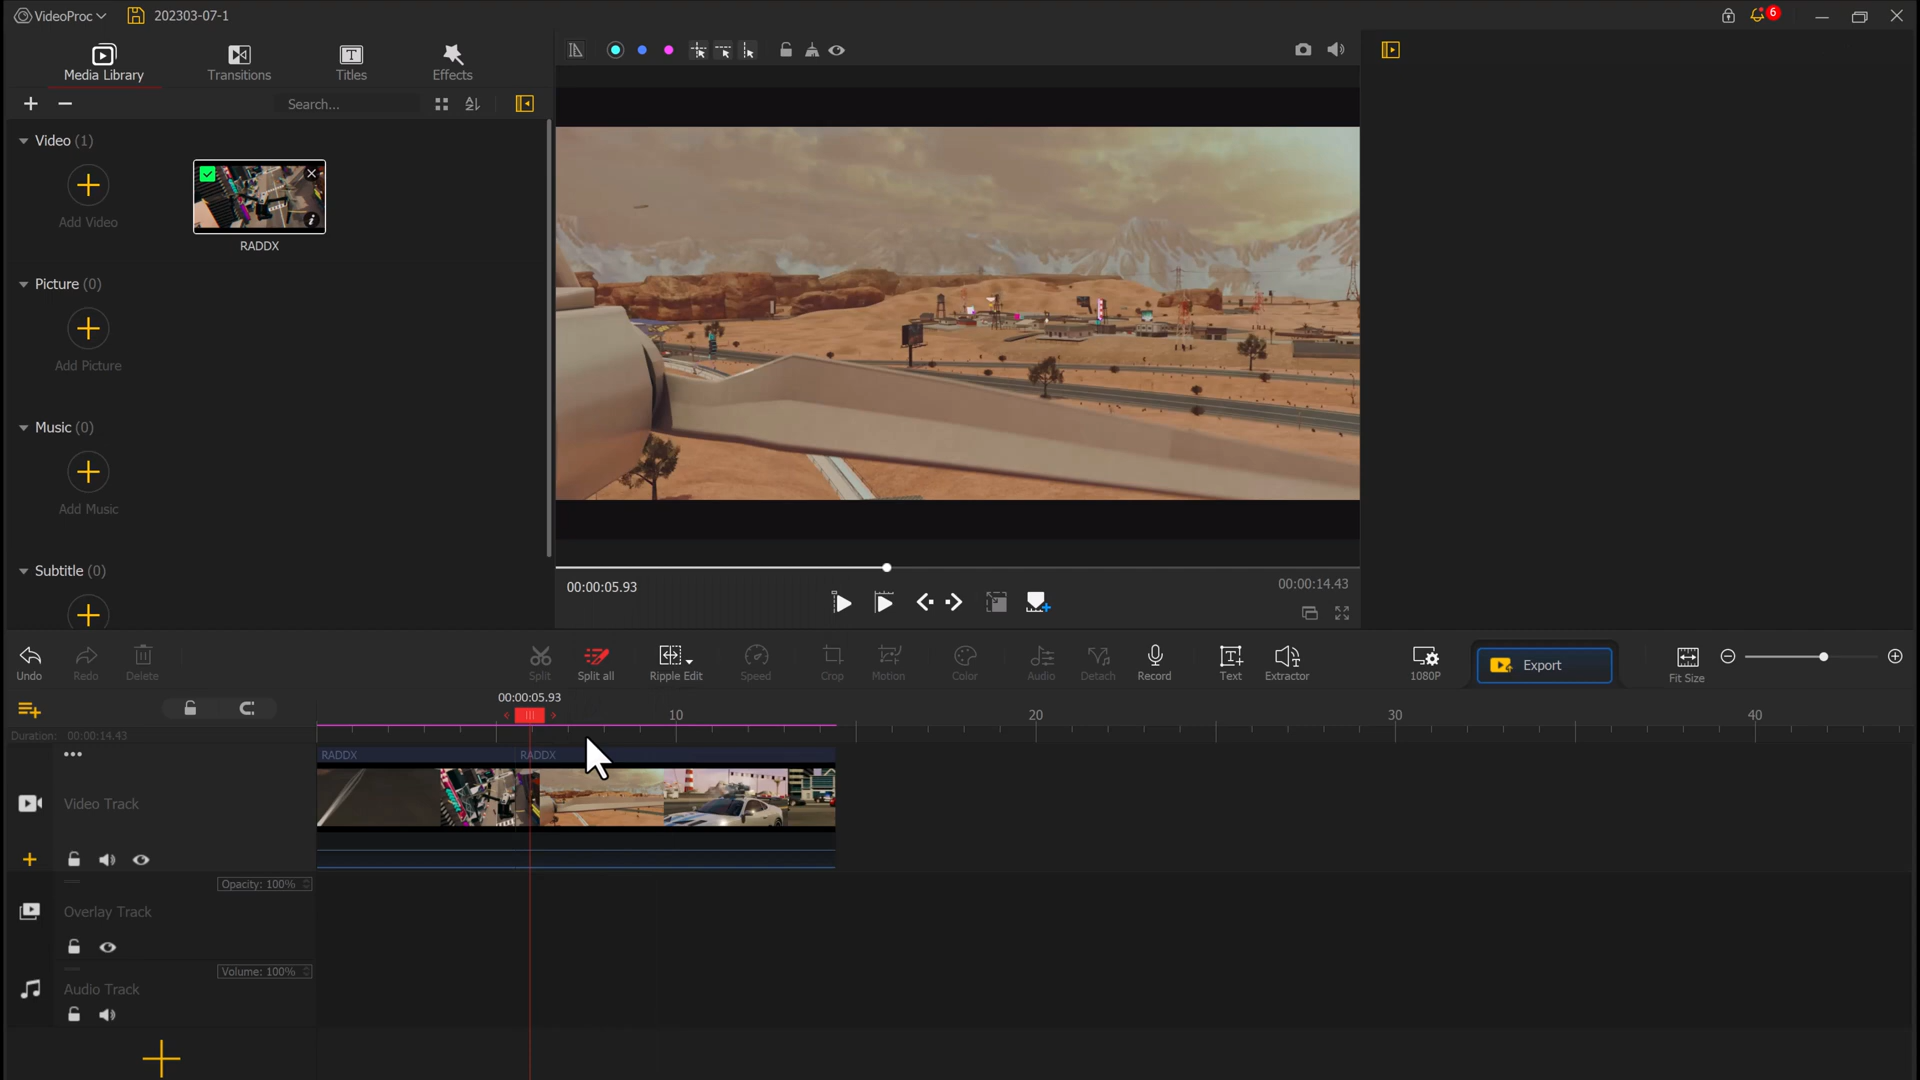 VideoProc
202303-07-1
6
Media Library
Transitions
Titles
Effects
Search...
Video (1)
Add Video
RADDX
Picture (0)
Add Picture
Music (0)
Add Music
Subtitle (0)
00:00:05.93
00:00:14.43
Undo
Redo
Delete
Split
Split all
Ripple Edit
Speed
Crop
Motion
Color
Audio
Detach
Record
Text
Extractor
1080P
Export
Fit Size
00:00:05.93
10
20
30
40
Duration: 00:00:14.43
RADDX
RADDX
Video Track
Opacity: 100%
Overlay Track
Volume: 100%
Audio Track